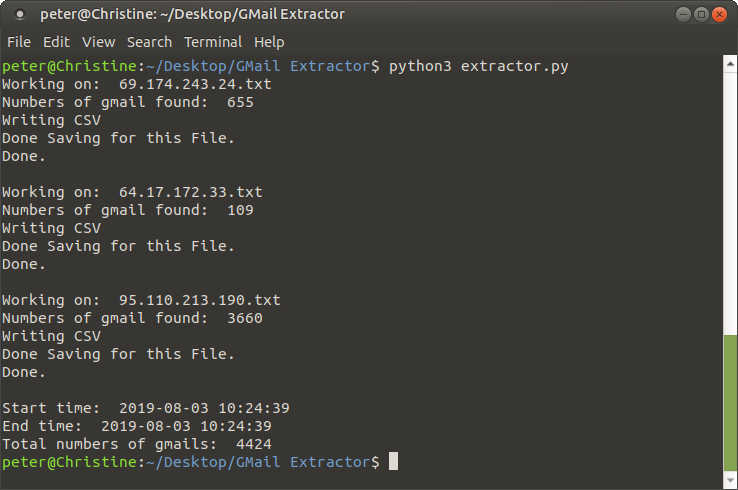 peter@Christine: ~/Desktop/GMail Extractor
File Edit View Search Terminal Help
peter@Christine:~/Desktop/GMail Extractor$ python3 extractor.py
Working on:  69.174.243.24.txt
Numbers of gmail found:  655
Writing CSV
Done Saving for this File.
Done.

Working on:  64.17.172.33.txt
Numbers of gmail found:  109
Writing CSV
Done Saving for this File.
Done.

Working on:  95.110.213.190.txt
Numbers of gmail found:  3660
Writing CSV
Done Saving for this File.
Done.

Start time:  2019-08-03 10:24:39
End time:  2019-08-03 10:24:39
Total numbers of gmails:  4424
peter@Christine:~/Desktop/GMail Extractor$